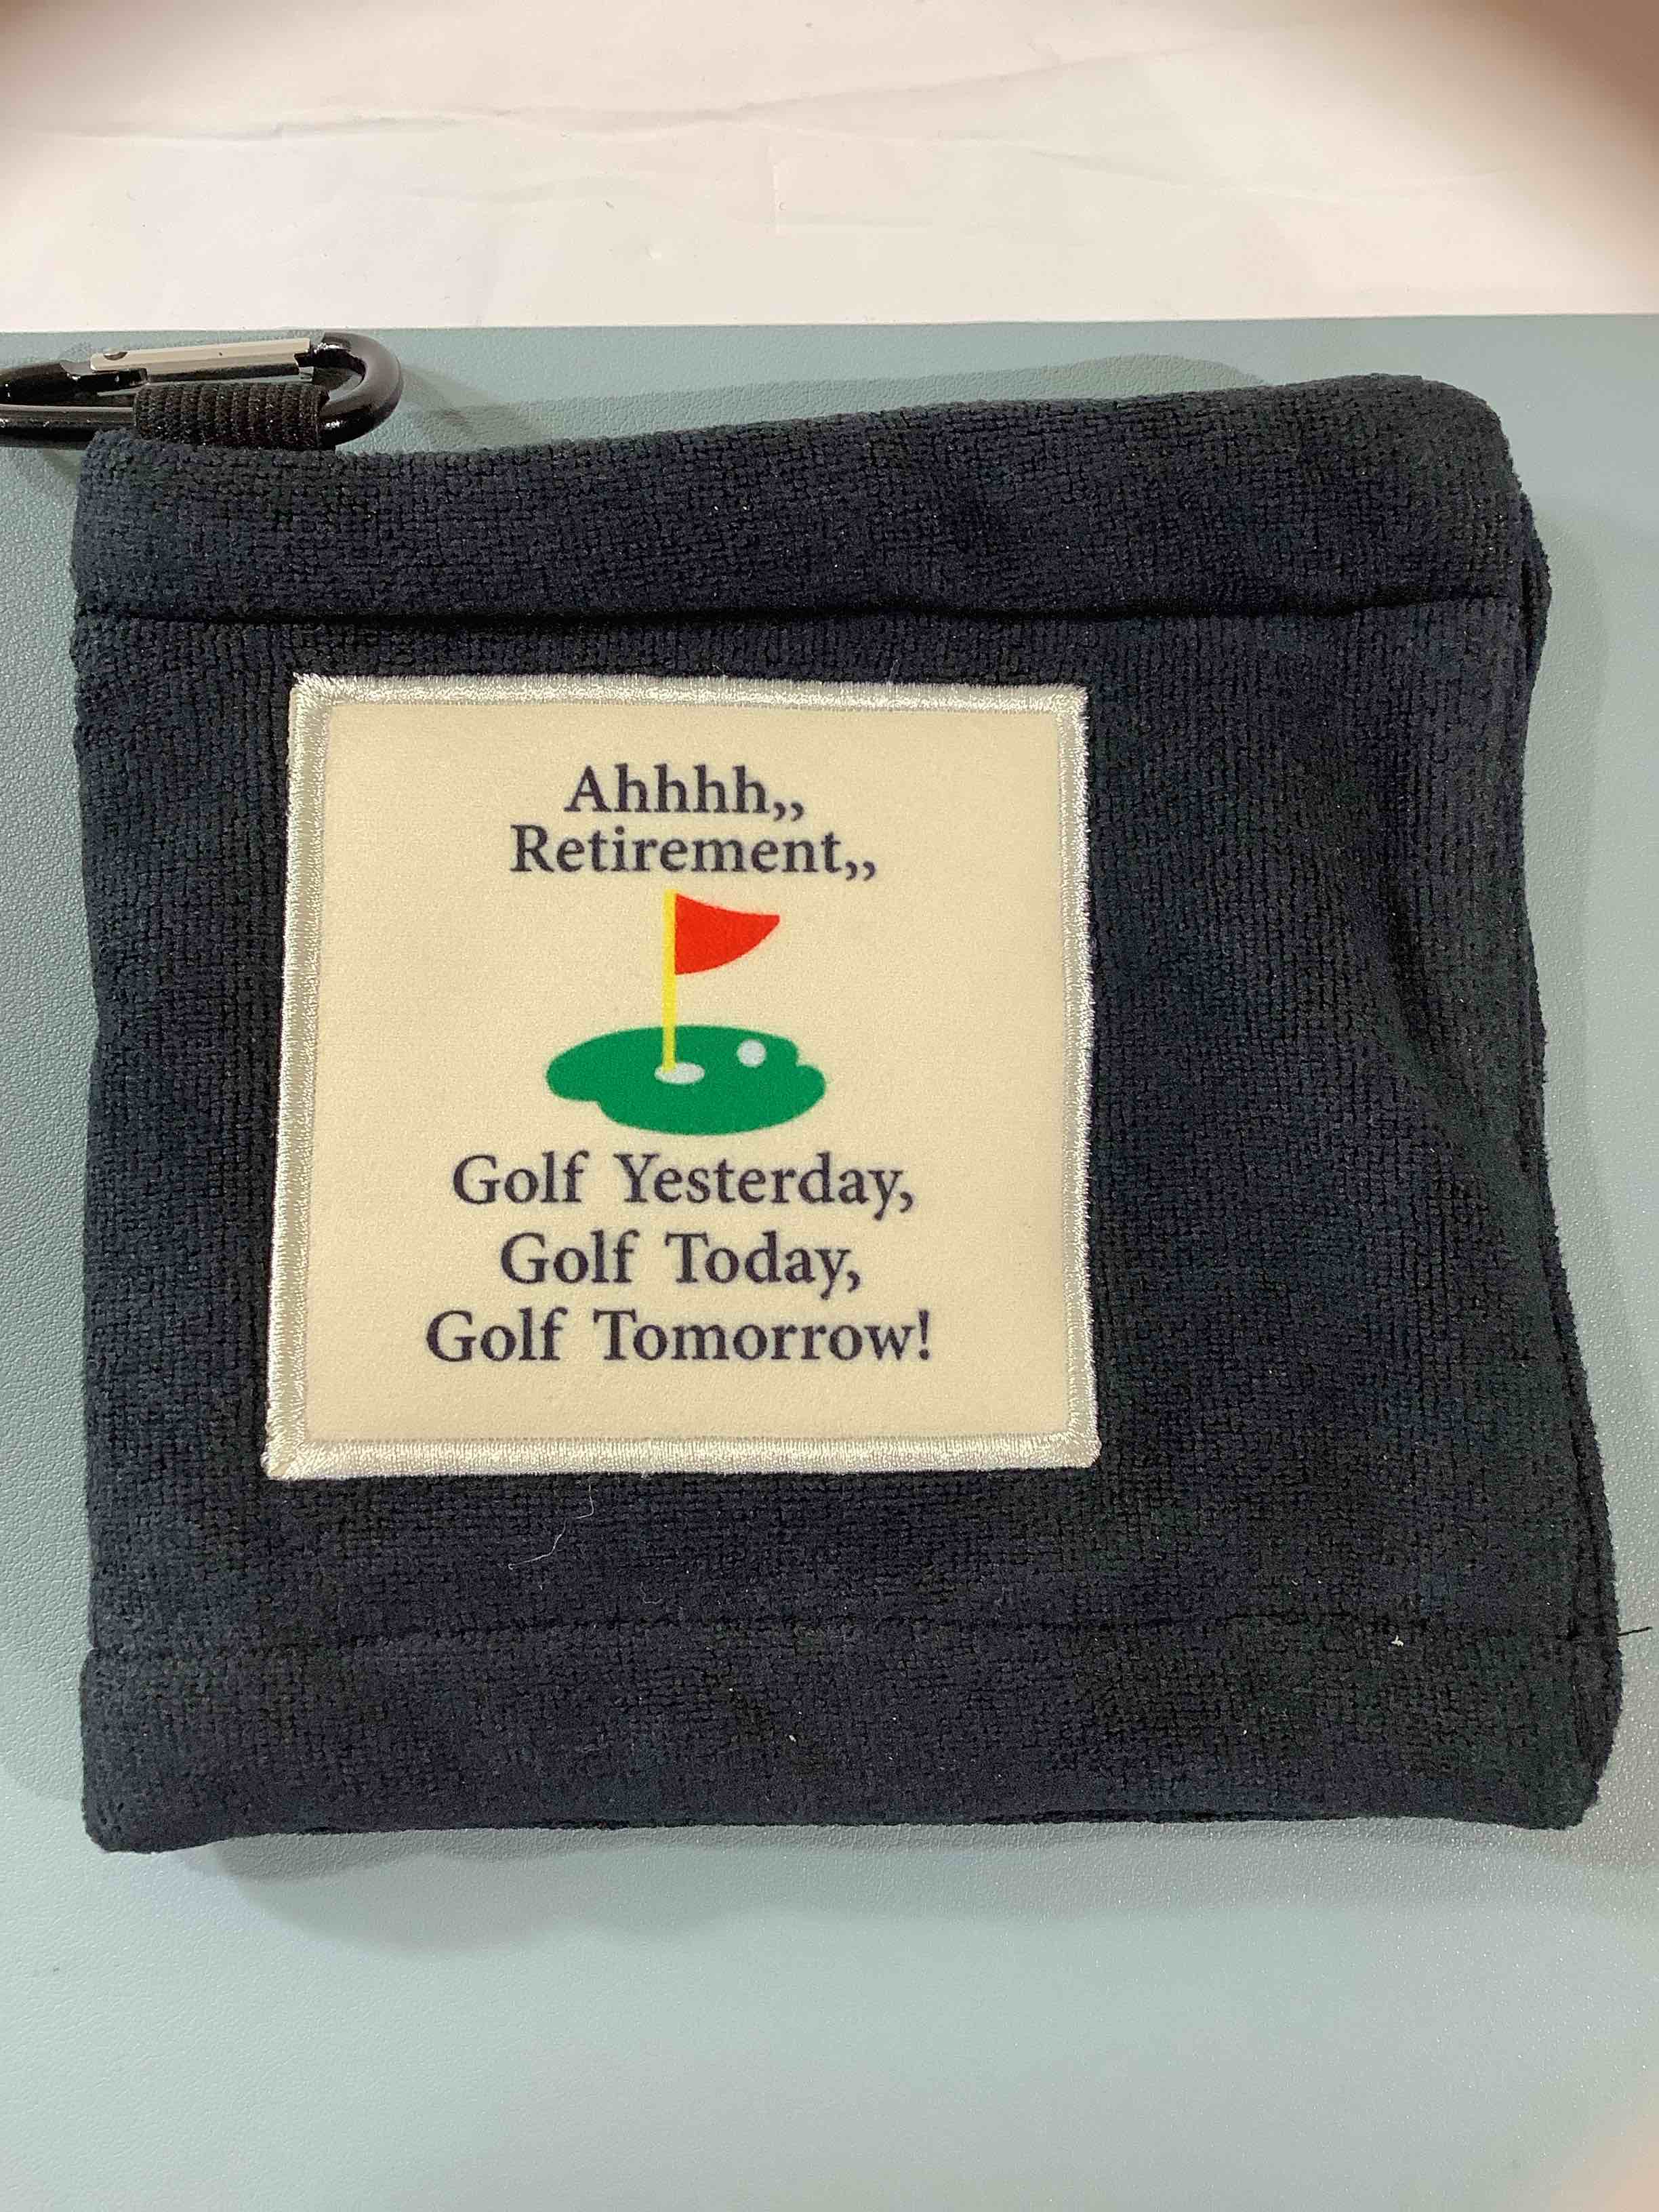 Ahhhh,,
Retirement,,
Golf Yesterday,
Golf Today,
Golf Tomorrow!